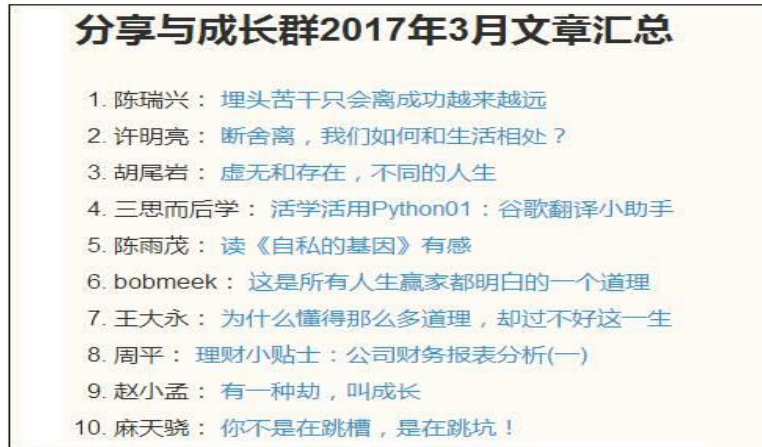 分享与成长群2017年3月文章汇总
1. 陈瑞兴： 埋头苦干只会离成功越来越远
2. 许明亮： 断舍离，我们如何和生活相处？
3. 胡尾岩： 虚无和存在，不同的人生
4. 三思而后学： 活学活用Python01：谷歌翻译小助手
5. 陈雨茂： 读《自私的基因》有感
6. bobmeek： 这是所有人生赢家都明白的一个道理
7. 王大永： 为什么懂得那么多道理，却过不好这一生
8. 周平： 理财小贴士：公司财务报表分析(一)
9. 赵小孟： 有一种劫，叫成长
10. 麻天骁： 你不是在跳槽，是在跳坑！